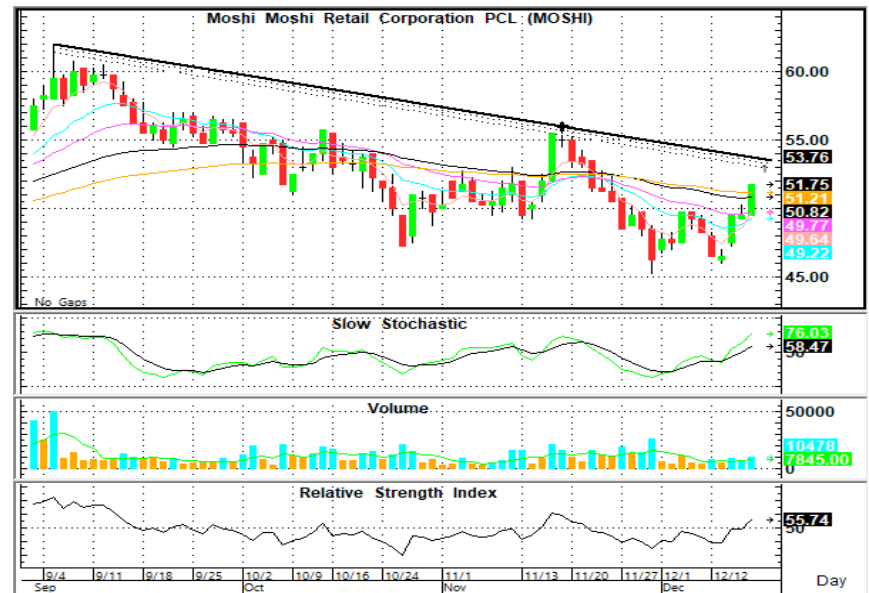 Moshi Moshi Retail Corporation PCL (MOSHI)
60.00
55.00
53.76
51.75
51.21
50.82
49.77
49.64
49.22
45.00
No Gaps
Slow Stochastic
76.03
58.47
Volume
50000
10478
7845.00
0
Relative Strength Index
55.74
9/4 9/11 9/18 9/25 10/2 10/9 10/16 10/24 11/1 11/13 11/20 11/27 12/1 12/12
Sep Oct Nov Dec
Day